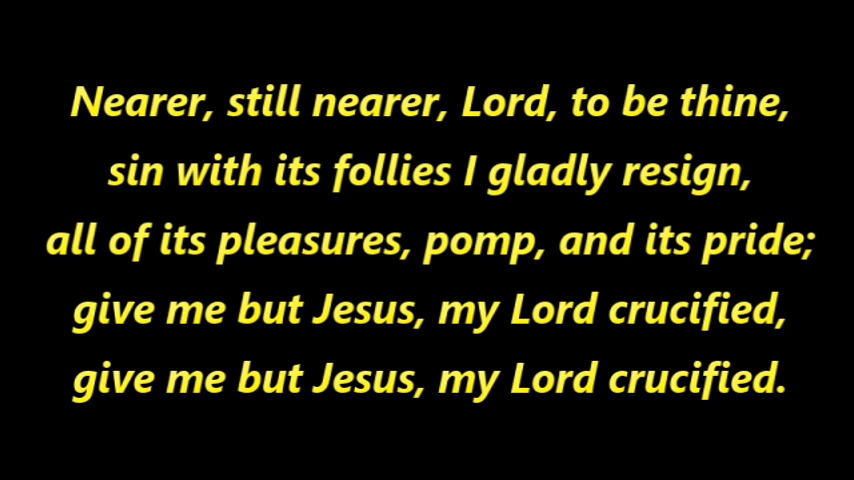 Nearer, still nearer, Lord, to be thine,
sin with its follies I gladly resign,
all of its pleasures, pomp, and its pride;
give me but Jesus, my Lord crucified,
give me but Jesus, my Lord crucified.